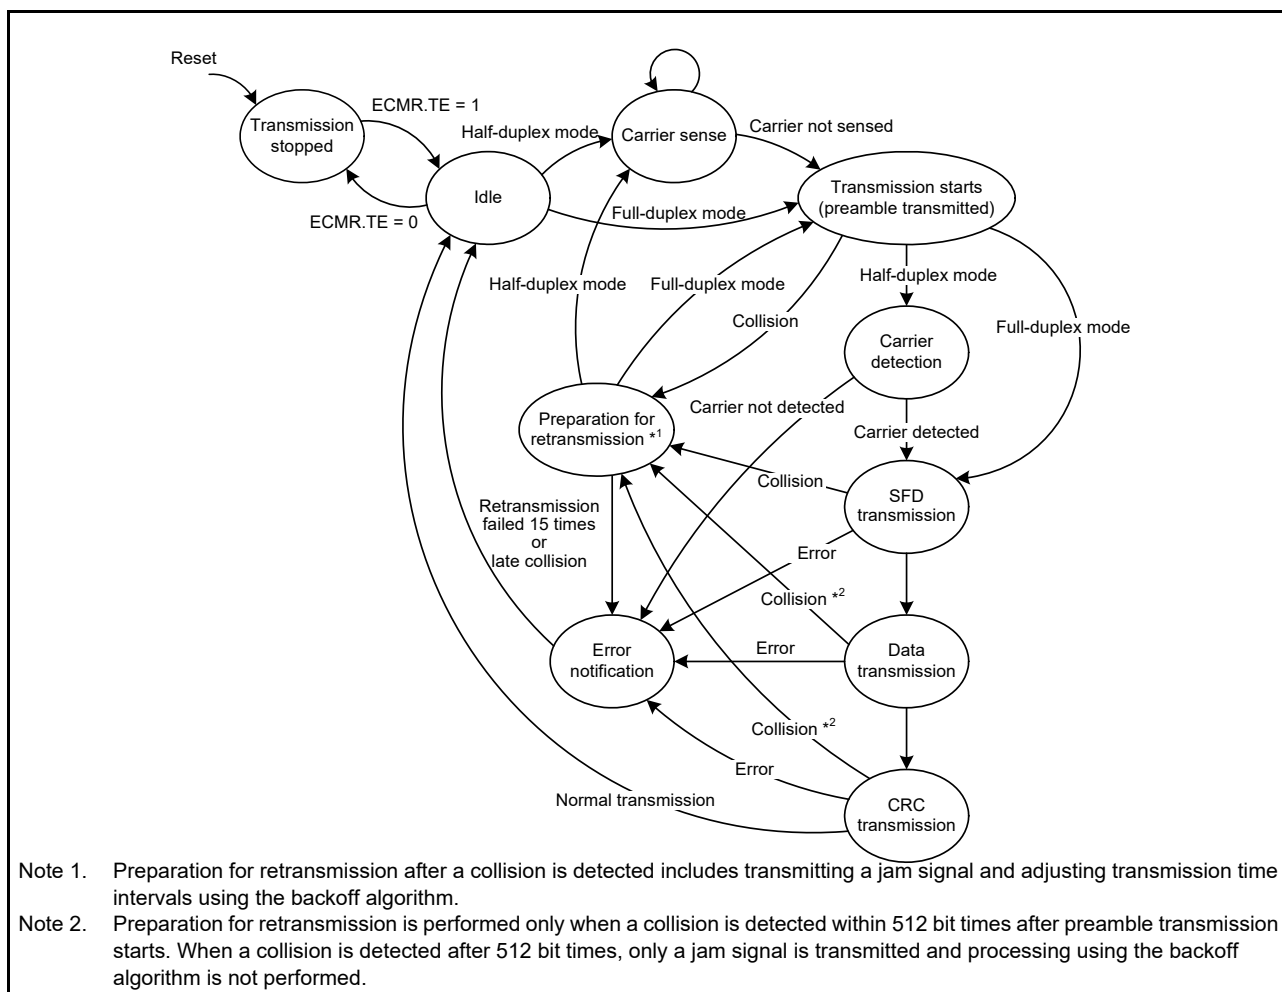 Reset
Transmission
stopped
ECMR.TE = 1
ECMR.TE = 0
Idle
Half-duplex mode
Carrier sense
Carrier not sensed
Full-duplex mode
Transmission starts
(preamble transmitted)
Half-duplex mode
Full-duplex mode
Collision
Half-duplex mode
Full-duplex mode
Carrier
detection
Carrier not detected
Carrier detected
Preparation for
retransmission *1
Collision
SFD
transmission
Retransmission
failed 15 times
or
late collision
Error
Collision *2
Error
notification
Error
Data
transmission
Collision *2
Error
Normal transmission
CRC
transmission
Note 1. Preparation for retransmission after a collision is detected includes transmitting a jam signal and adjusting transmission time
intervals using the backoff algorithm.
Note 2. Preparation for retransmission is performed only when a collision is detected within 512 bit times after preamble transmission
starts. When a collision is detected after 512 bit times, only a jam signal is transmitted and processing using the backoff
algorithm is not performed.